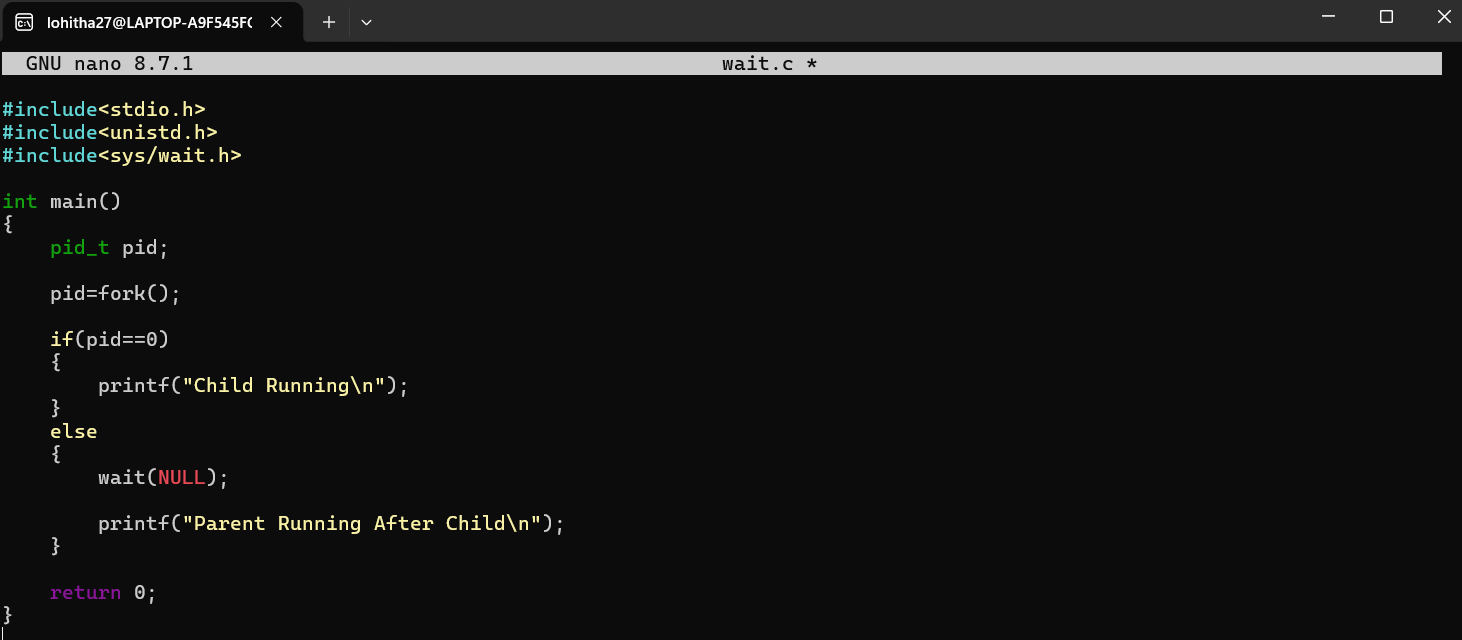 lohitha27@LAPTOP-A9F545F
GNU nano 8.7.1 wait.c *
#include<stdio.h>
#include<unistd.h>
#include<sys/wait.h>
int main()
{
    pid_t pid;
    pid=fork();
    if(pid==0)
    {
        printf("Child Running\n");
    }
    else
    {
        wait(NULL);
        printf("Parent Running After Child\n");
    }
    return 0;
}